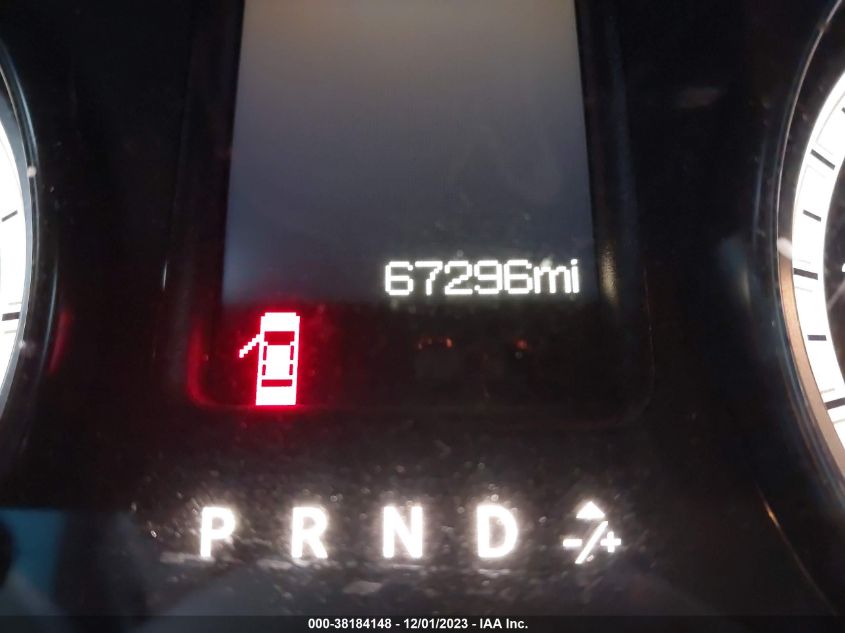 67296mi
P R N D -/+
000-38184148 - 12/01/2023 - IAA Inc.